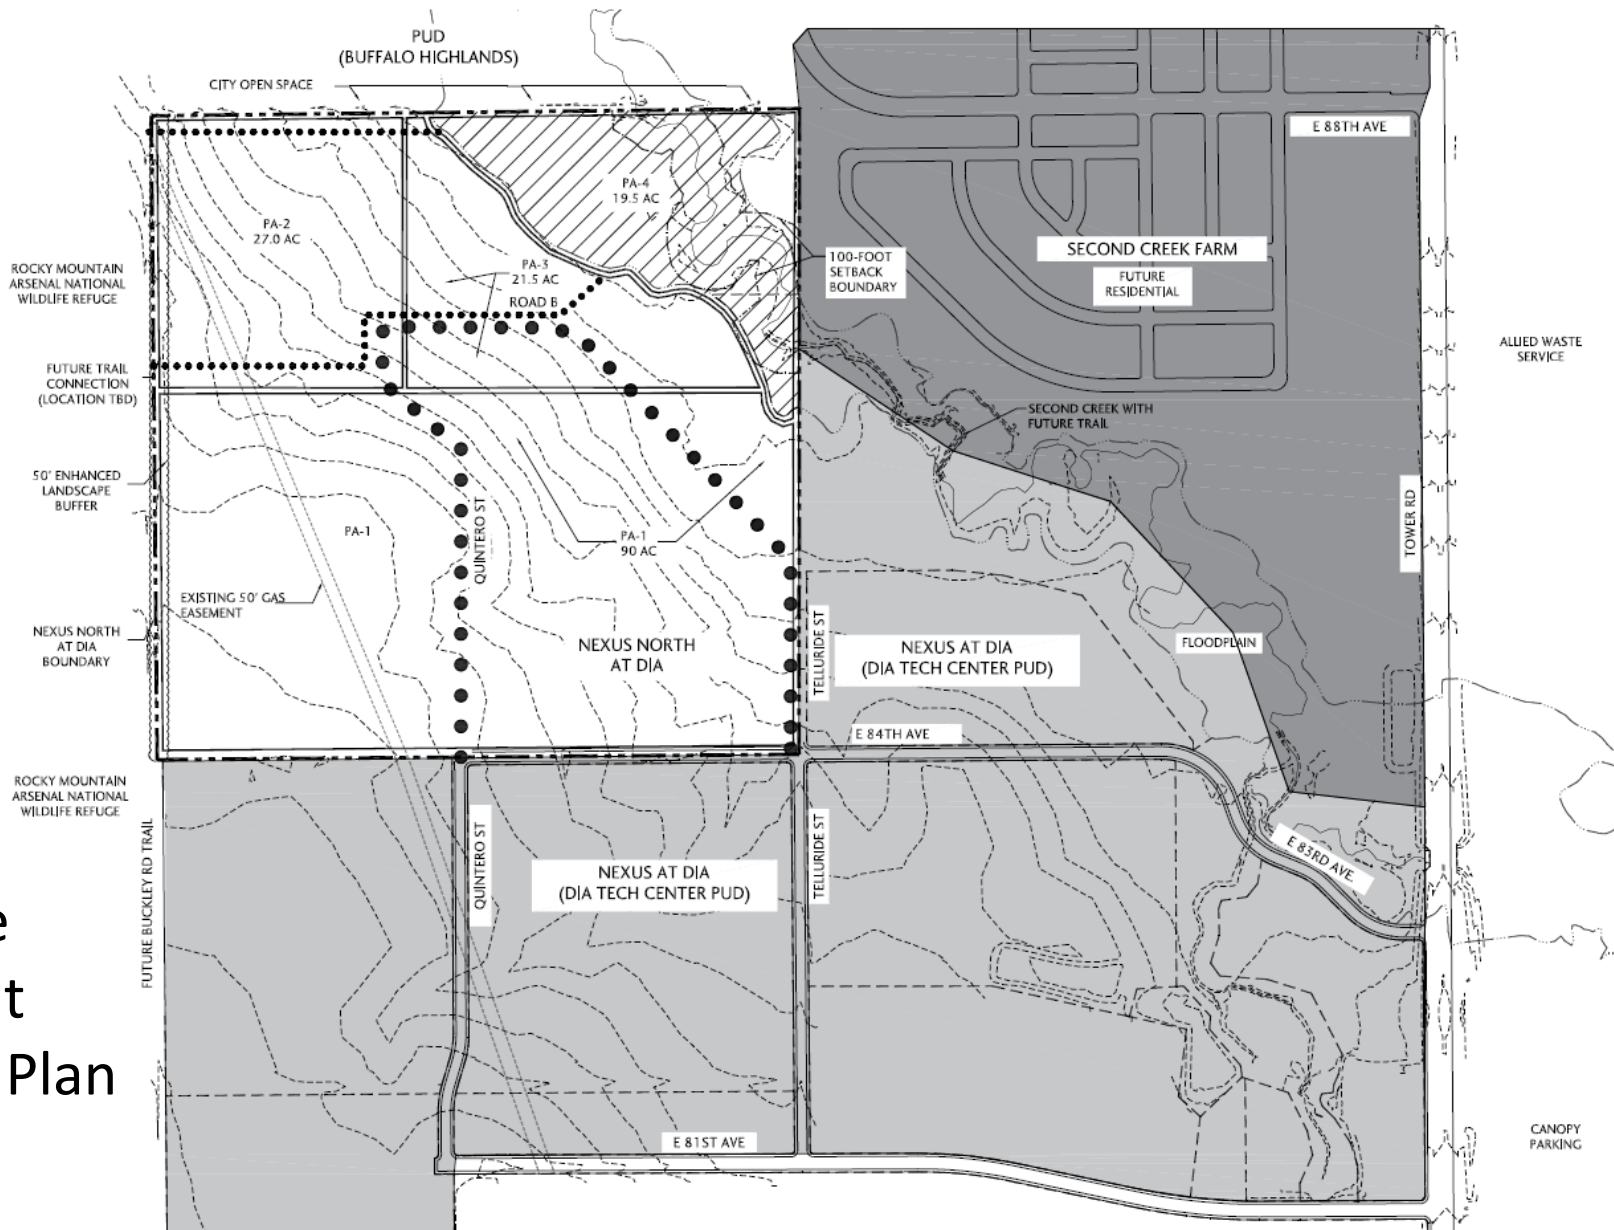 PUD
(BUFFALO HIGHLANDS)
CITY OPEN SPACE
E 88TH AVE
PA-4
19.5 AC
PA-2
27.0 AC
SECOND CREEK FARM
FUTURE
RESIDENTIAL
100-FOOT
SETBACK
BOUNDARY
PA-3
21.5 AC
ROAD B
ROCKY MOUNTAIN
ARSENAL NATIONAL
WILDLIFE REFUGE
ALLIED WASTE
SERVICE
FUTURE TRAIL
CONNECTION
(LOCATION TBD)
SECOND CREEK WITH
FUTURE TRAIL
50' ENHANCED
LANDSCAPE
BUFFER
TOWER RD
QUINTERO ST
PA-1
PA-1
90 AC
EXISTING 50' GAS
EASEMENT
NEXUS NORTH
AT DIA
BOUNDARY
NEXUS NORTH
AT DIA
TELLURIDE ST
NEXUS AT DIA
(DIA TECH CENTER PUD)
FLOODPLAIN
E 84TH AVE
ROCKY MOUNTAIN
ARSENAL NATIONAL
WILDLIFE REFUGE
FUTURE BUCKLEY RD TRAIL
QUINTERO ST
NEXUS AT DIA
(DIA TECH CENTER PUD)
TELLURIDE ST
E 83RD AVE
e
t
Plan
E 81ST AVE
CANOPY
PARKING